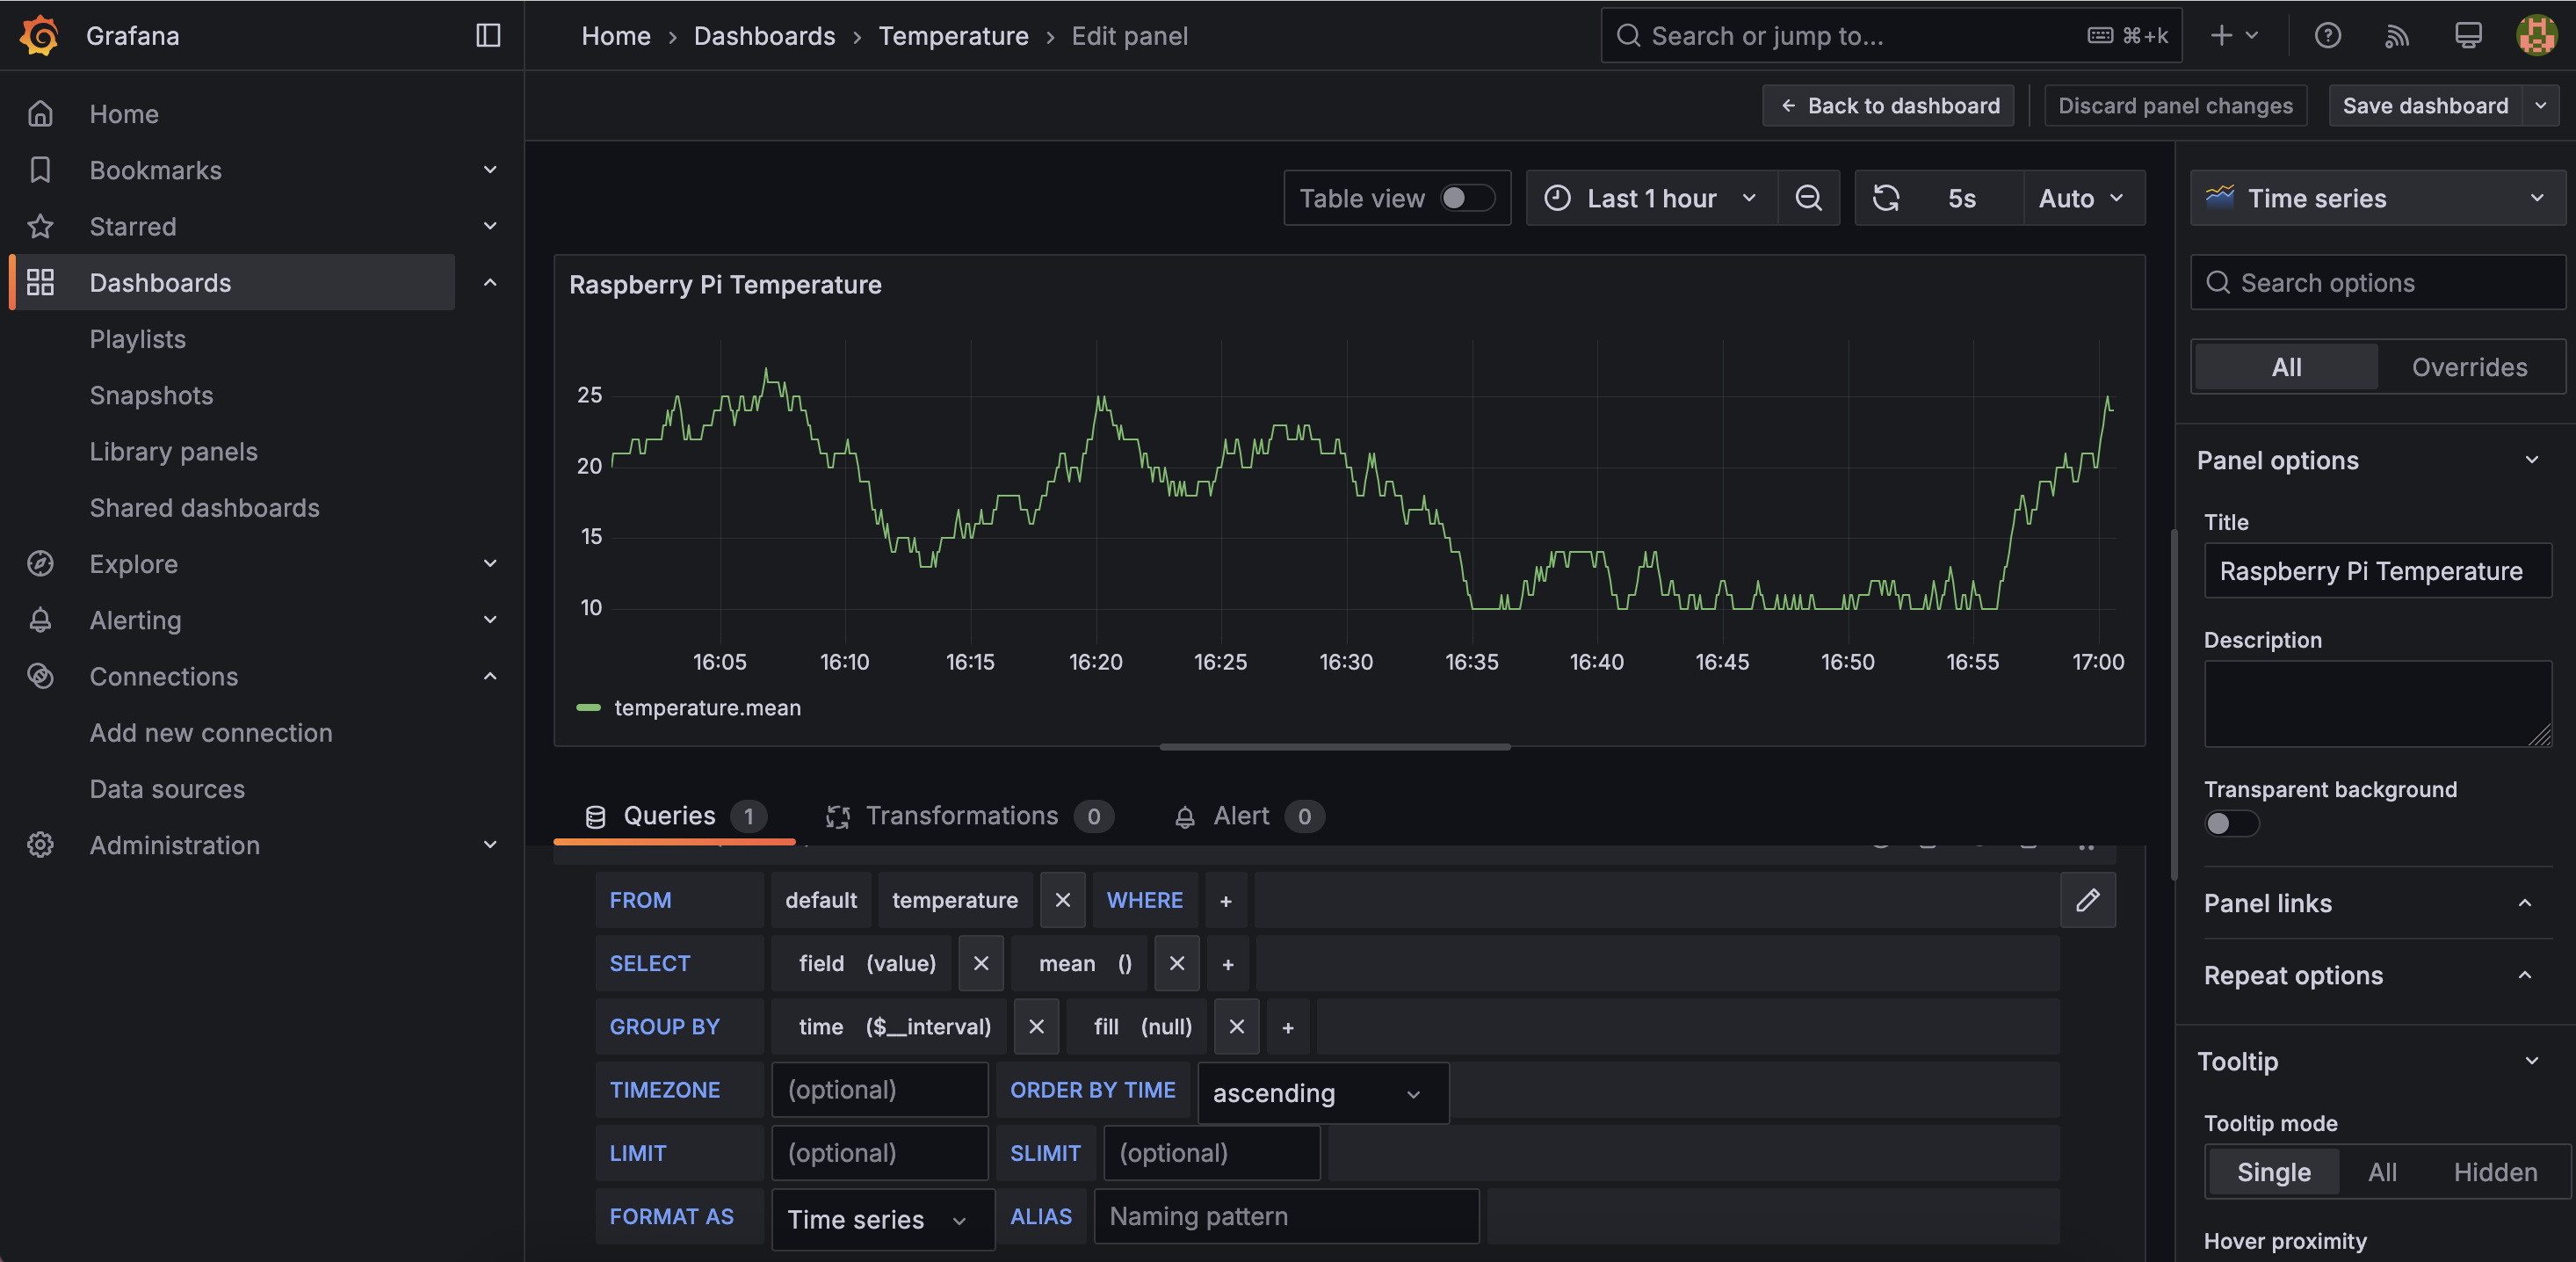 Grafana
Home > Dashboards > Temperature > Edit panel
Search or jump to...
⌘+k
Back to dashboard
Discard panel changes
Save dashboard
Home
Bookmarks
Starred
Dashboards
Playlists
Snapshots
Library panels
Shared dashboards
Explore
Alerting
Connections
Add new connection
Data sources
Administration
Table view
Last 1 hour
5s
Auto
Raspberry Pi Temperature
25
20
15
10
16:05 16:10 16:15 16:20 16:25 16:30 16:35 16:40 16:45 16:50 16:55 17:00
temperature.mean
Queries 1
Transformations 0
Alert 0
FROM default temperature × WHERE +
SELECT field (value) × mean () × +
GROUP BY time ($__interval) × fill (null) × +
TIMEZONE (optional) ORDER BY TIME ascending
LIMIT (optional) SLIMIT (optional)
FORMAT AS Time series ALIAS Naming pattern
Time series
Search options
All Overrides
Panel options
Title
Raspberry Pi Temperature
Description
Transparent background
Panel links
Repeat options
Tooltip
Tooltip mode
Single All Hidden
Hover proximity